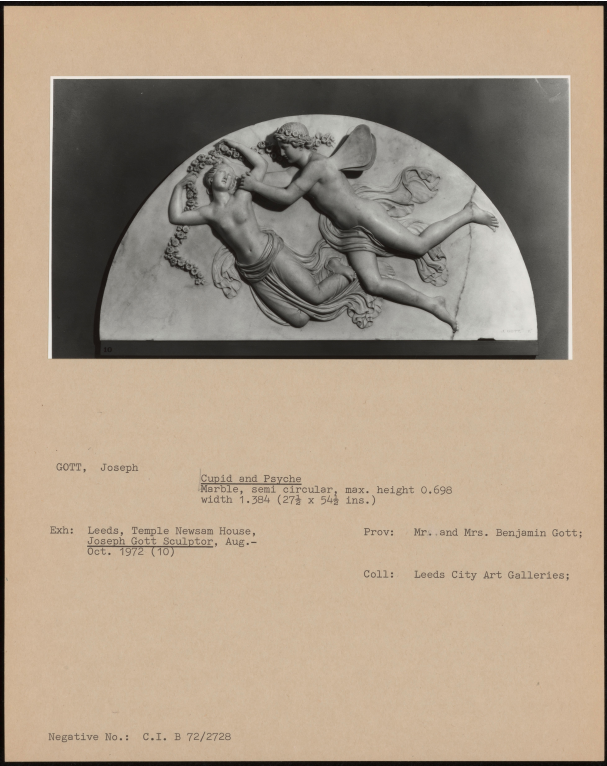 GOTT, Joseph
Cupid and Psyche
Marble, semi circular, max. height 0.698
width 1.384 (27½ x 54½ ins.)
Exh: Leeds, Temple Newsam House,
Joseph Gott Sculptor, Aug.-
Oct. 1972 (10)
Prov: Mr. and Mrs. Benjamin Gott;
Coll: Leeds City Art Galleries;
Negative No.: C.I. B 72/2728